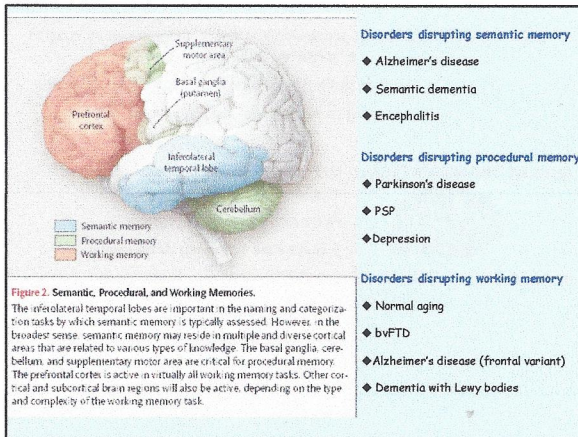 Supplementary
motor area
Basal ganglia
(putamen)
Prefrontal
cortex
Inferolateral
temporal lobe
Cerebellum
Semantic memory
Procedural memory
Working memory
Figure 2. Semantic, Procedural, and Working Memories.
The inferolateral temporal lobes are important in the naming and categoriza-
tion tasks by which semantic memory is typically assessed. However, in the
broadest sense, semantic memory may reside in multiple and diverse cortical
areas that are related to various types of knowledge. The basal ganglia, cere-
bellum, and supplementary motor area are critical for procedural memory.
The prefrontal cortex is active in virtually all working memory tasks. Other cor-
tical and subcortical brain regions will also be active, depending on the type
and complexity of the working memory task.
Disorders disrupting semantic memory
◆ Alzheimer's disease
◆ Semantic dementia
◆ Encephalitis
Disorders disrupting procedural memory
◆ Parkinson's disease
◆ PSP
◆ Depression
Disorders disrupting working memory
◆ Normal aging
◆ bvFTD
◆ Alzheimer's disease (frontal variant)
◆ Dementia with Lewy bodies